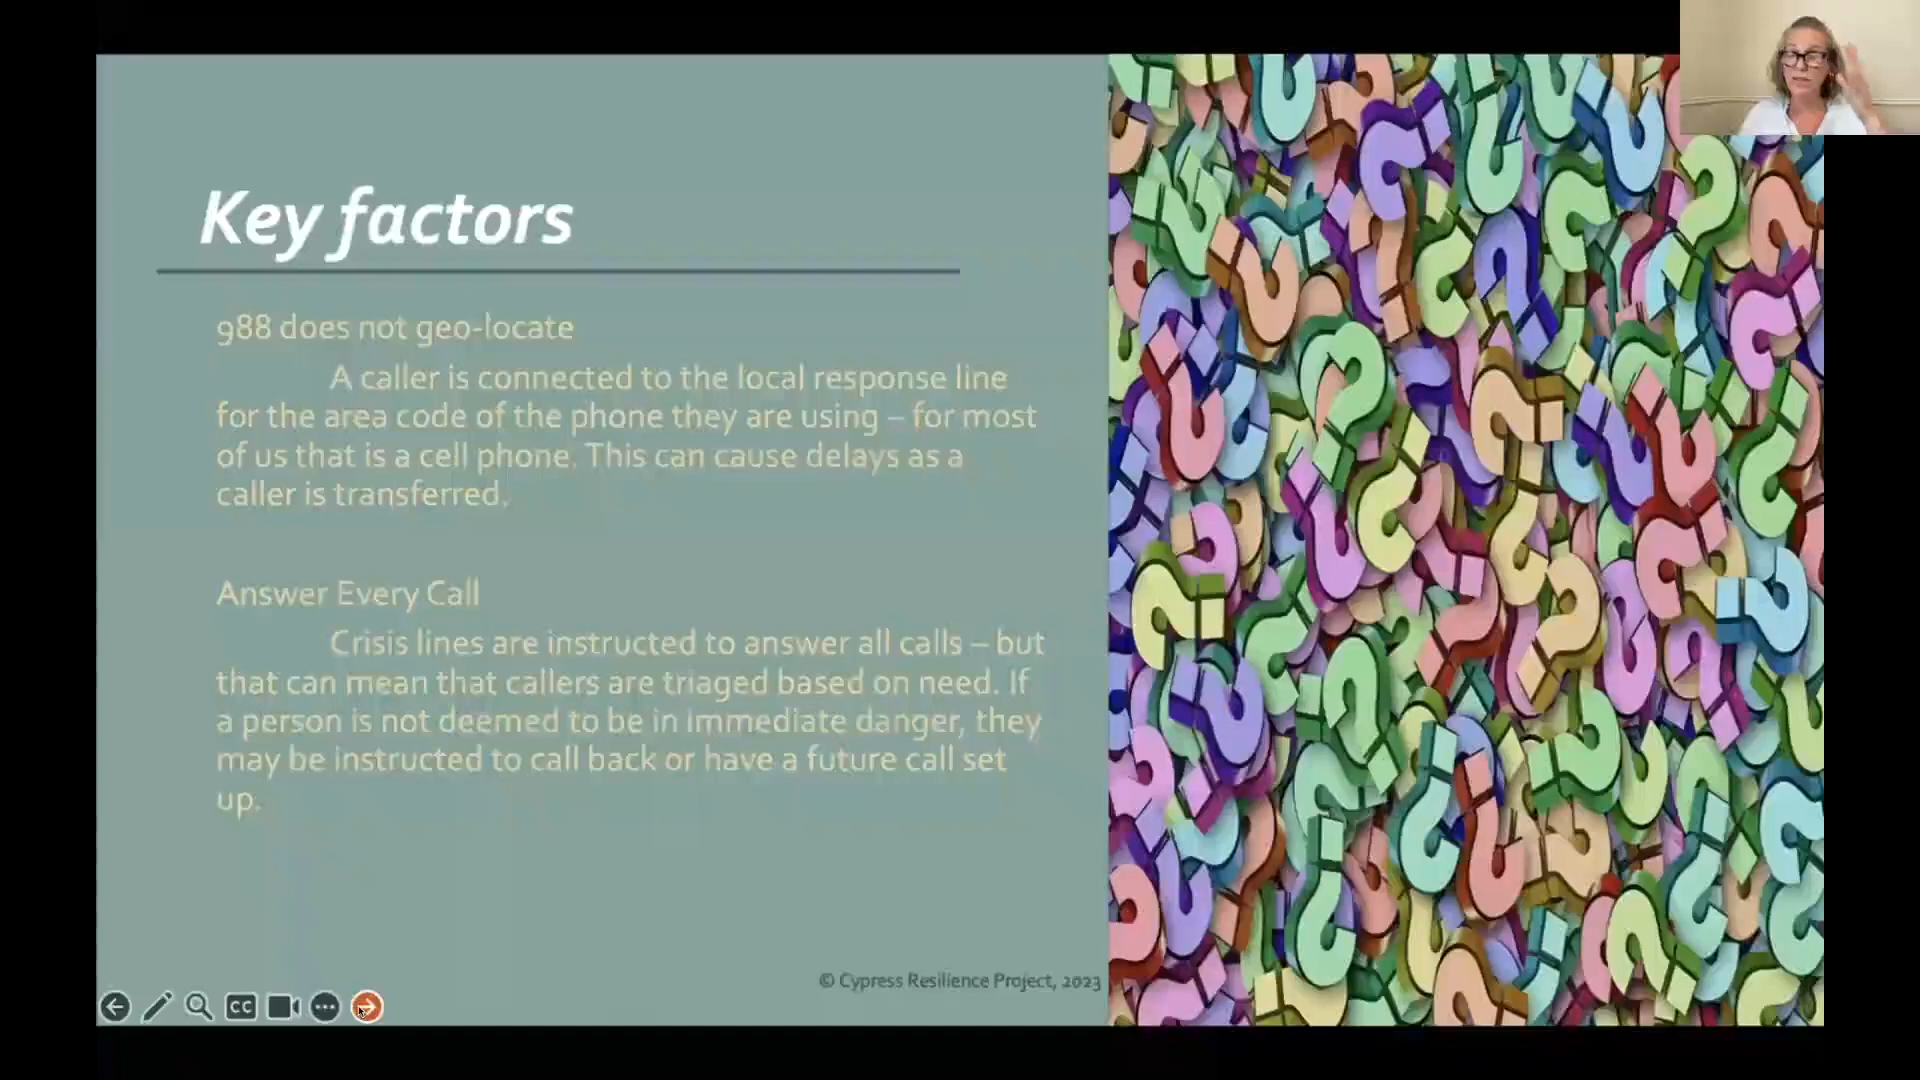 Key factors
988 does not geo-locate
A caller is connected to the local response line
for the area code of the phone they are using – for most
of us that is a cell phone. This can cause delays as a
caller is transferred.
Answer Every Call
Crisis lines are instructed to answer all calls – but
that can mean that callers are triaged based on need. If
a person is not deemed to be in immediate danger, they
may be instructed to call back or have a future call set
up.
© Cypress Resilience Project, 2023
CC